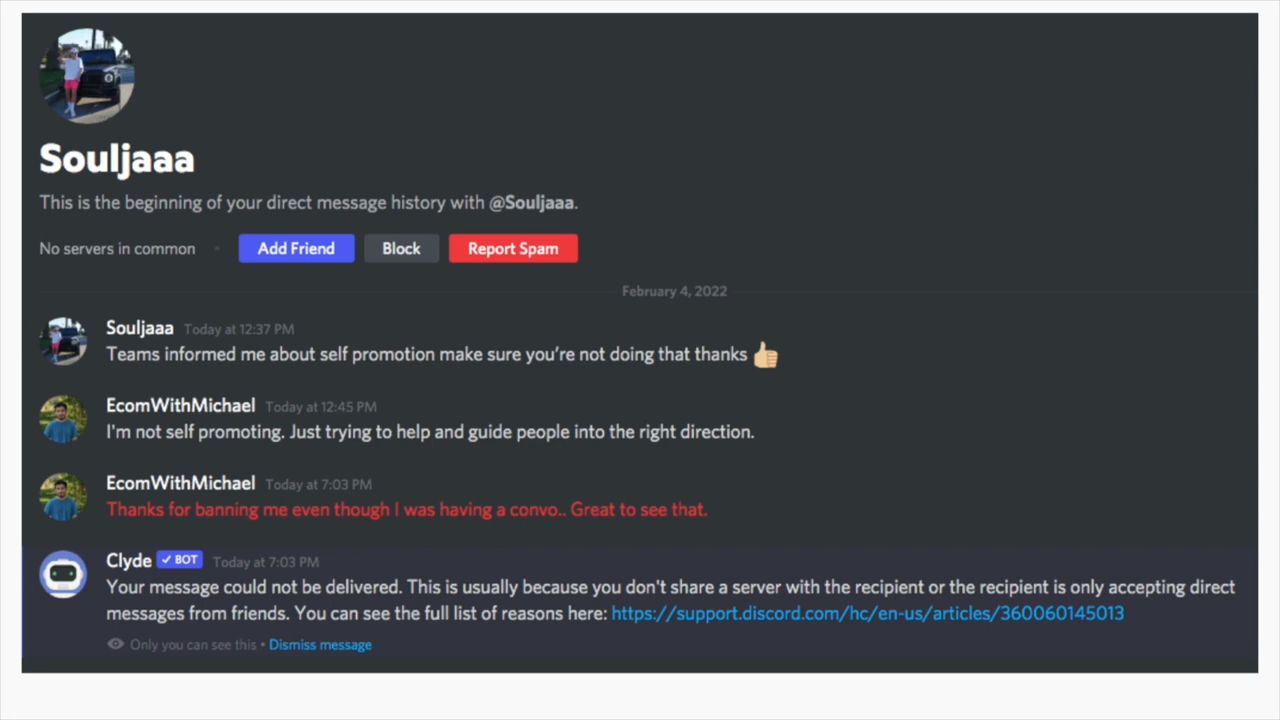 Souljaaa
This is the beginning of your direct message history with @Souljaaa.
No servers in common • Add Friend Block Report Spam
February 4, 2022
Souljaaa Today at 12:37 PM
Teams informed me about self promotion make sure you're not doing that thanks 👍
EcomWithMichael Today at 12:45 PM
I'm not self promoting. Just trying to help and guide people into the right direction.
EcomWithMichael Today at 7:03 PM
Thanks for banning me even though I was having a convo.. Great to see that.
Clyde ✓ BOT Today at 7:03 PM
Your message could not be delivered. This is usually because you don't share a server with the recipient or the recipient is only accepting direct
messages from friends. You can see the full list of reasons here: https://support.discord.com/hc/en-us/articles/360060145013
Only you can see this • Dismiss message